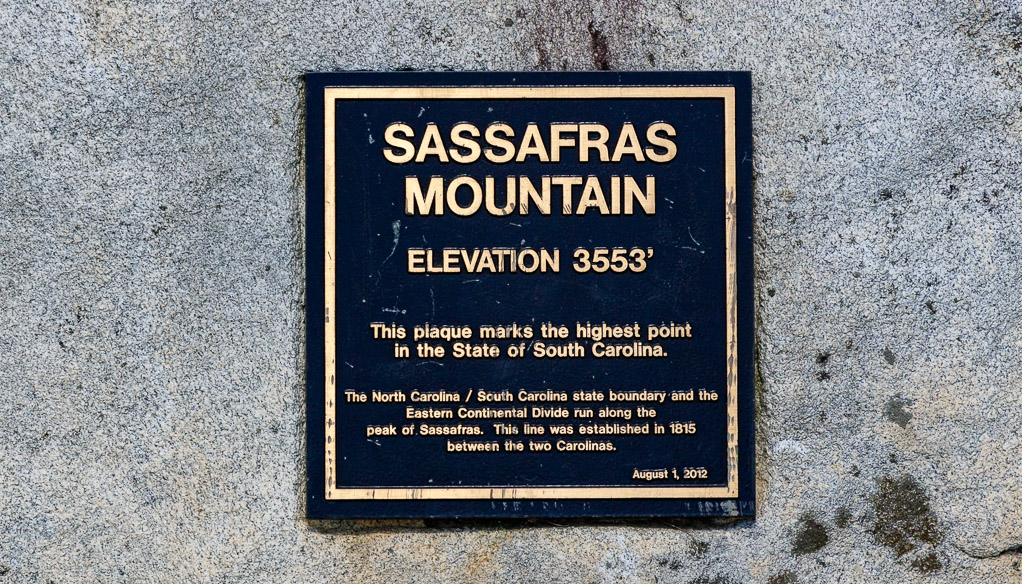 SASSAFRAS
MOUNTAIN
ELEVATION 3553'
This plaque marks the highest point
in the State of South Carolina.
The North Carolina / South Carolina state boundary and the
Eastern Continental Divide run along the
peak of Sassafras. This line was established in 1815
between the two Carolinas.
August 1, 2012